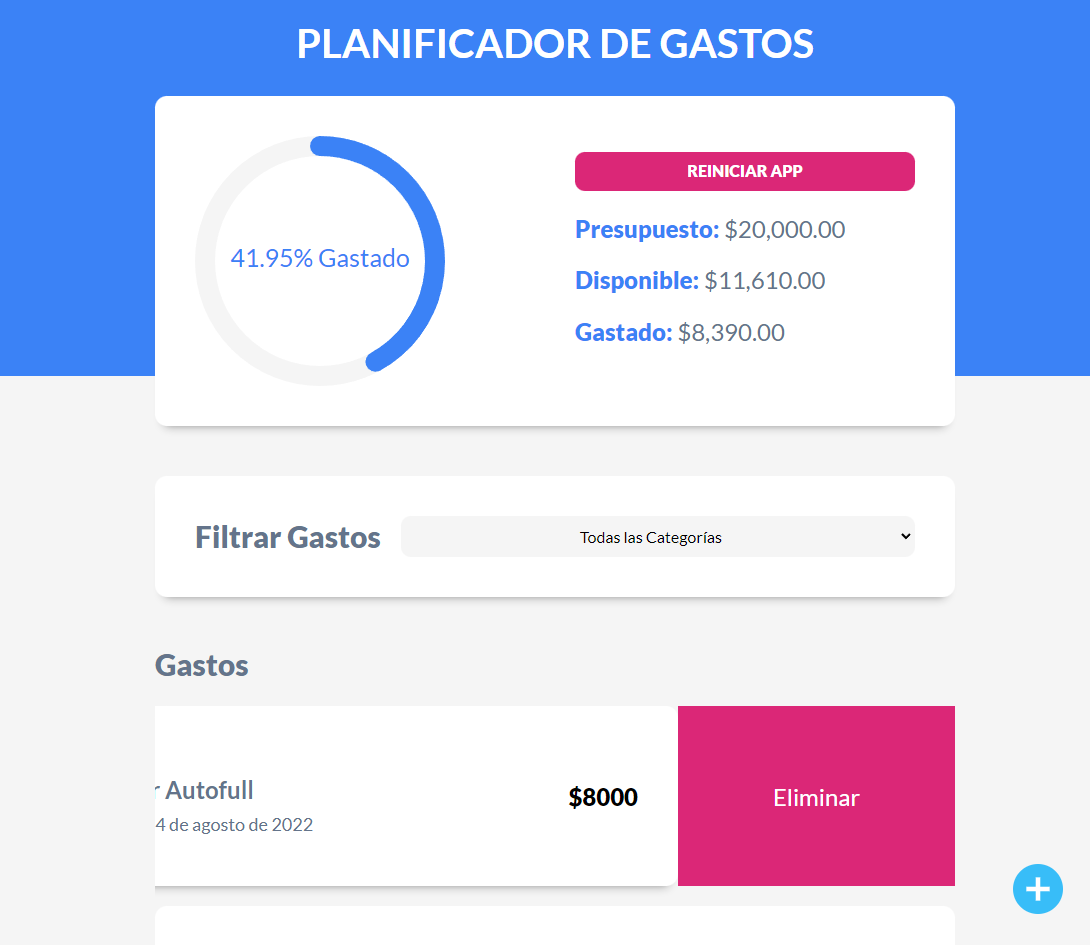 PLANIFICADOR DE GASTOS
41.95% Gastado
REINICIAR APP
Presupuesto: $20,000.00
Disponible: $11,610.00
Gastado: $8,390.00
Filtrar Gastos
Todas las Categorías
Gastos
r Autofull
$8000
4 de agosto de 2022
Eliminar